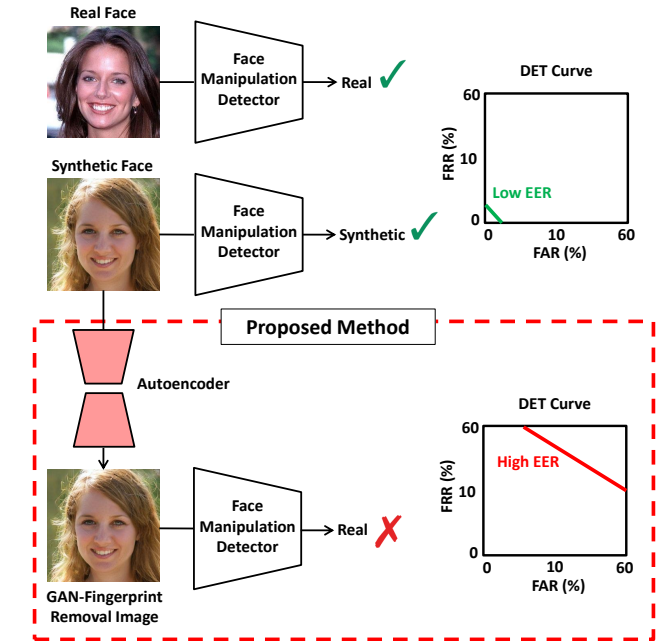 Real Face
Face
Manipulation
Detector
Real
DET Curve
60
10
0
FRR (%)
Low EER
0 10 60
FAR (%)
Synthetic Face
Face
Manipulation
Detector
Synthetic
Proposed Method
Autoencoder
DET Curve
60
10
0
FRR (%)
High EER
0 10 60
FAR (%)
Face
Manipulation
Detector
Real
GAN-Fingerprint
Removal Image